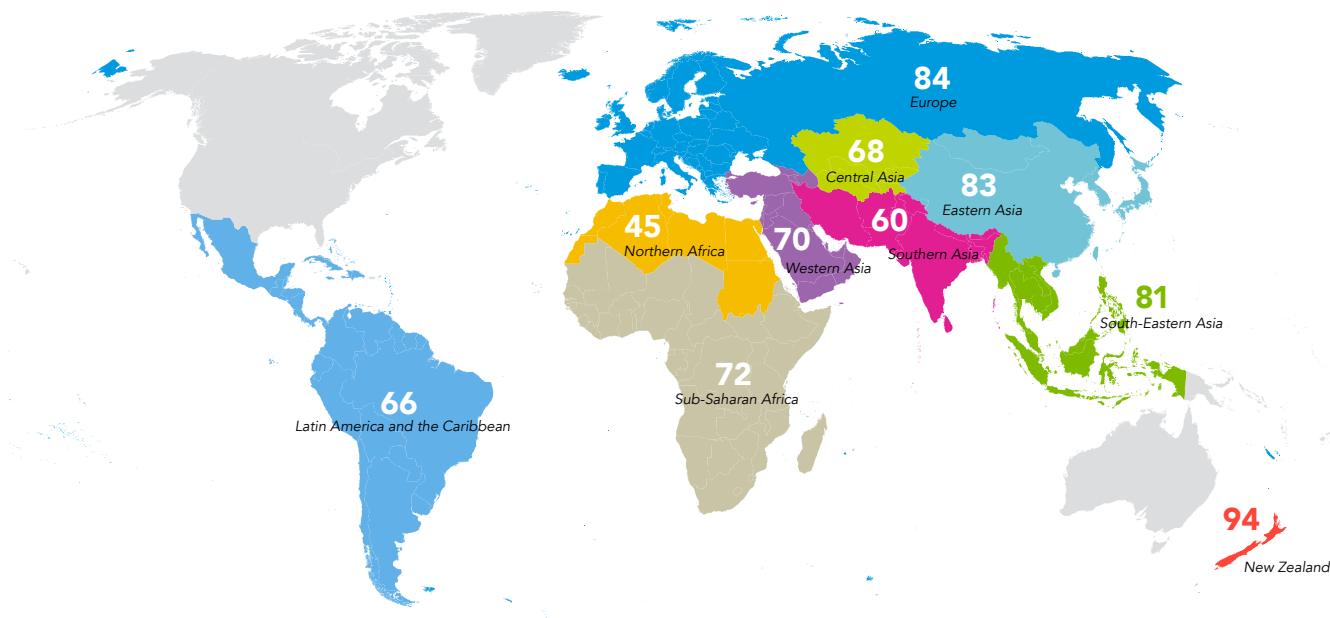 84
Europe
68
Central Asia
83
Eastern Asia
45
Northern Africa
70
Western Asia
60
Southern Asia
81
South-Eastern Asia
72
Sub-Saharan Africa
66
Latin America and the Caribbean
94
New Zealand